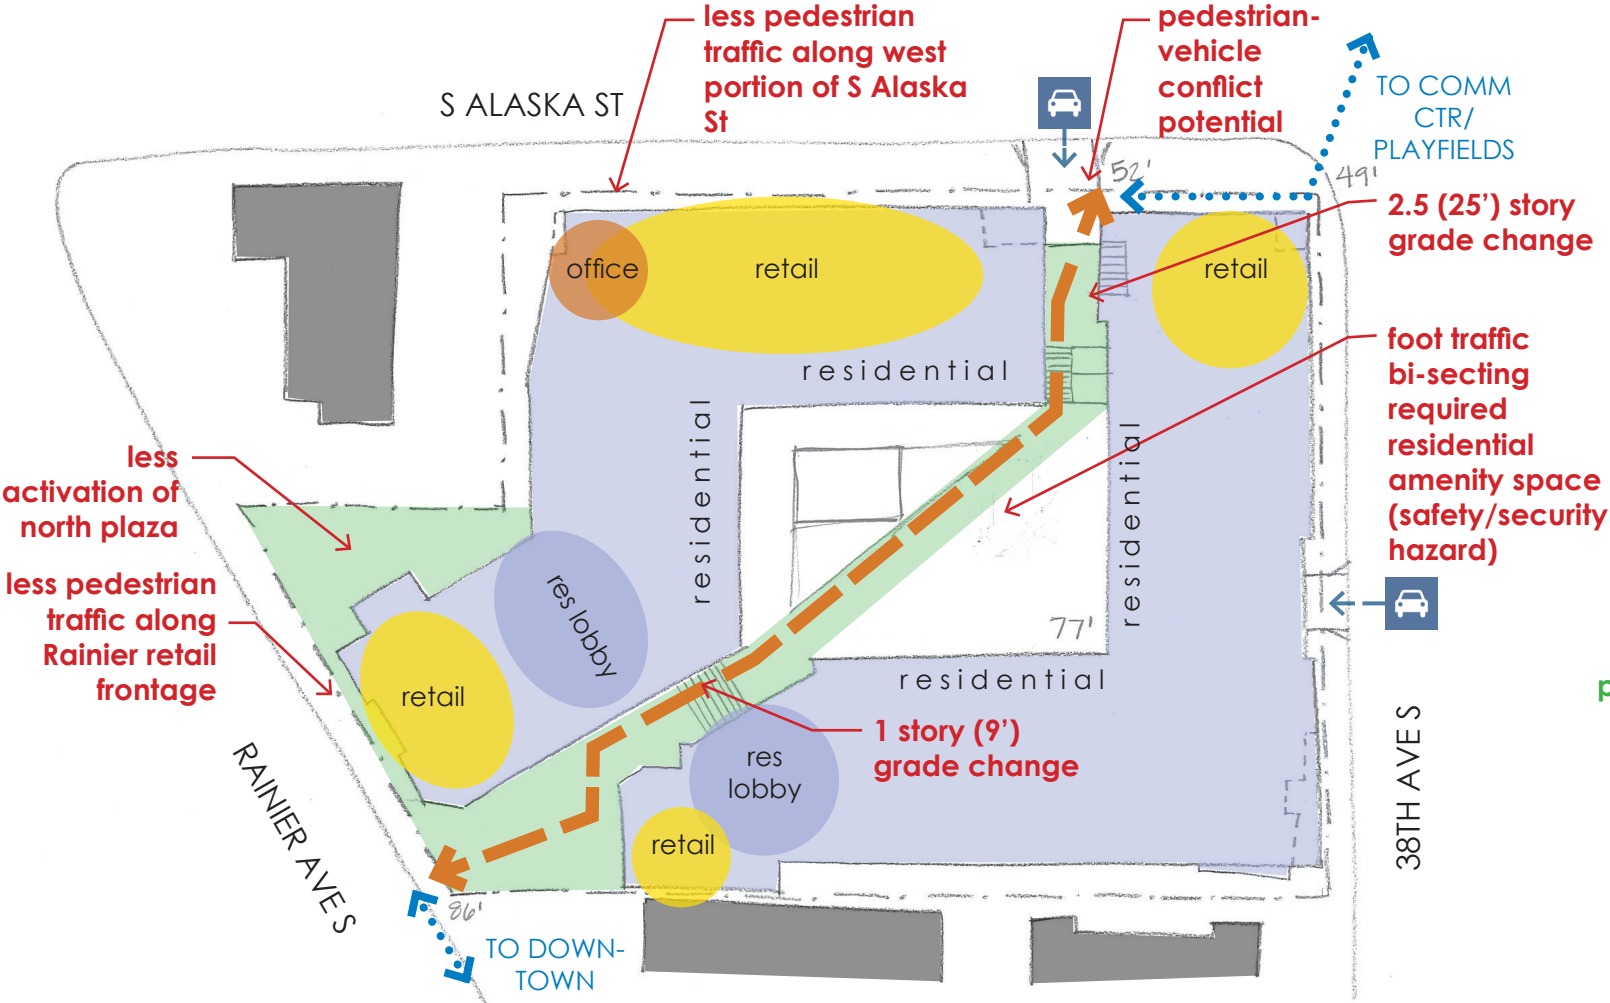 less pedestrian
traffic along west
portion of S Alaska
St
pedestrian-
vehicle
conflict
potential
S ALASKA ST
TO COMM
CTR/
PLAYFIELDS
52'
49'
2.5 (25') story
grade change
office
retail
retail
foot traffic
bi-secting
required
residential
amenity space
(safety/security
hazard)
residential
residential
residential
less
activation of
north plaza
less pedestrian
traffic along
Rainier retail
frontage
res lobby
77'
retail
residential
1 story (9’)
grade change
p
res
lobby
retail
RAINIER AVE S
38TH AVE S
86'
TO DOWN-
TOWN